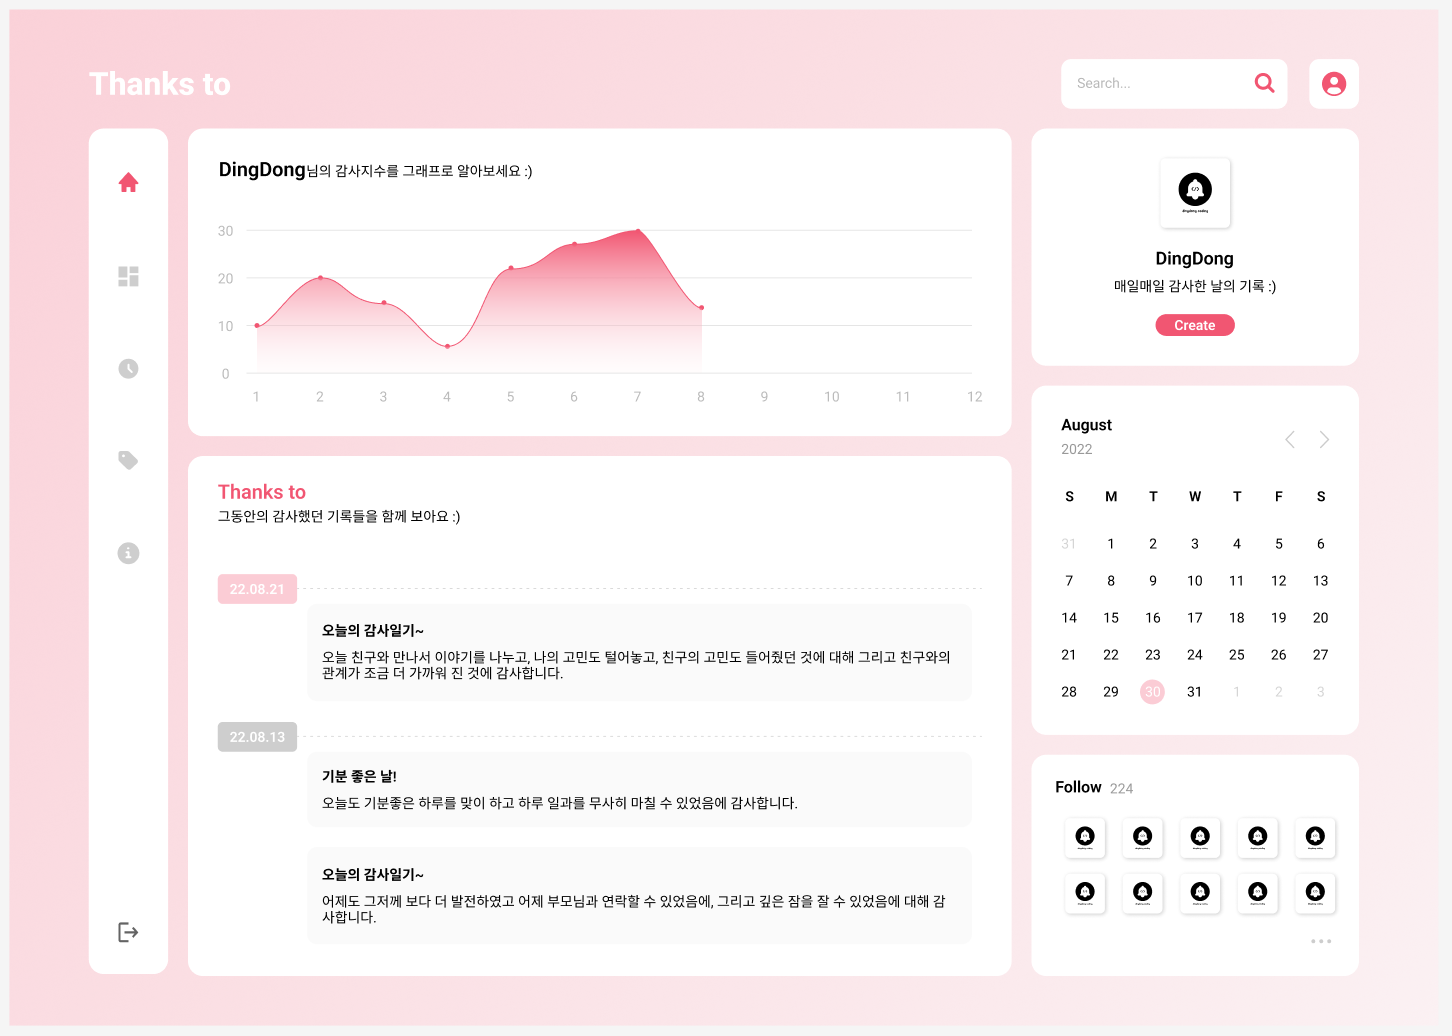 Thanks to
Search...
DingDong님의 감사지수를 그래프로 알아보세요 :)
30
20
10
0
1 2 3 4 5 6 7 8 9 10 11 12
Thanks to
그동안의 감사했던 기록들을 함께 보아요 :)
22.08.21
오늘의 감사일기~
오늘 친구와 만나서 이야기를 나누고, 나의 고민도 털어놓고, 친구의 고민도 들어줬던 것에 대해 그리고 친구와의
관계가 조금 더 가까워 진 것에 감사합니다.
22.08.13
기분 좋은 날!
오늘도 기분좋은 하루를 맞이 하고 하루 일과를 무사히 마칠 수 있었음에 감사합니다.
오늘의 감사일기~
어제도 그저께 보다 더 발전하였고 어제 부모님과 연락할 수 있었음에, 그리고 깊은 잠을 잘 수 있었음에 대해 감
사합니다.
dingdong coding
DingDong
매일매일 감사한 날의 기록 :)
Create
August
2022
S M T W T F S
31 1 2 3 4 5 6
7 8 9 10 11 12 13
14 15 16 17 18 19 20
21 22 23 24 25 26 27
28 29 30 31 1 2 3
Follow 224